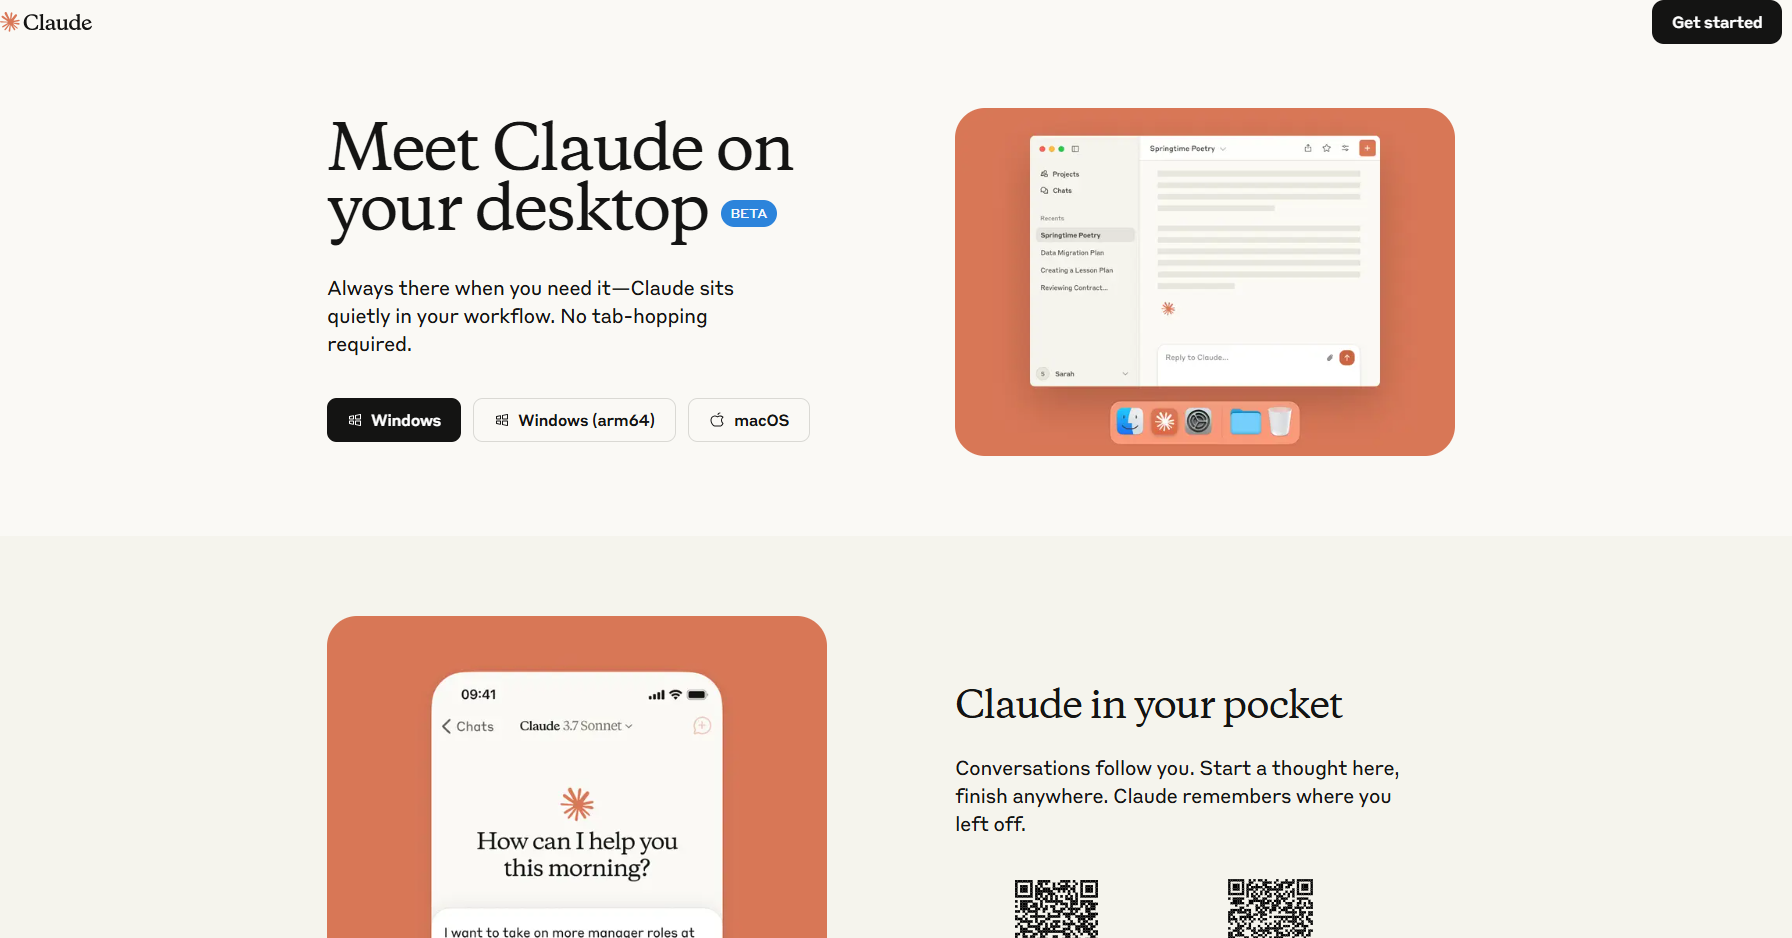 Claude
Get started
Meet Claude on
your desktop BETA
Always there when you need it—Claude sits
quietly in your workflow. No tab-hopping
required.
Windows
Windows (arm64)
macOS
Springtime Poetry
Projects
Chats
Recents
Springtime Poetry
Data Migration Plan
Creating a Lesson Plan
Reviewing Contract...
Reply to Claude...
S
Sarah
09:41
Chats
Claude 3.7 Sonnet
How can I help you
this morning?
I want to take on more manager roles at
Claude in your pocket
Conversations follow you. Start a thought here,
finish anywhere. Claude remembers where you
left off.